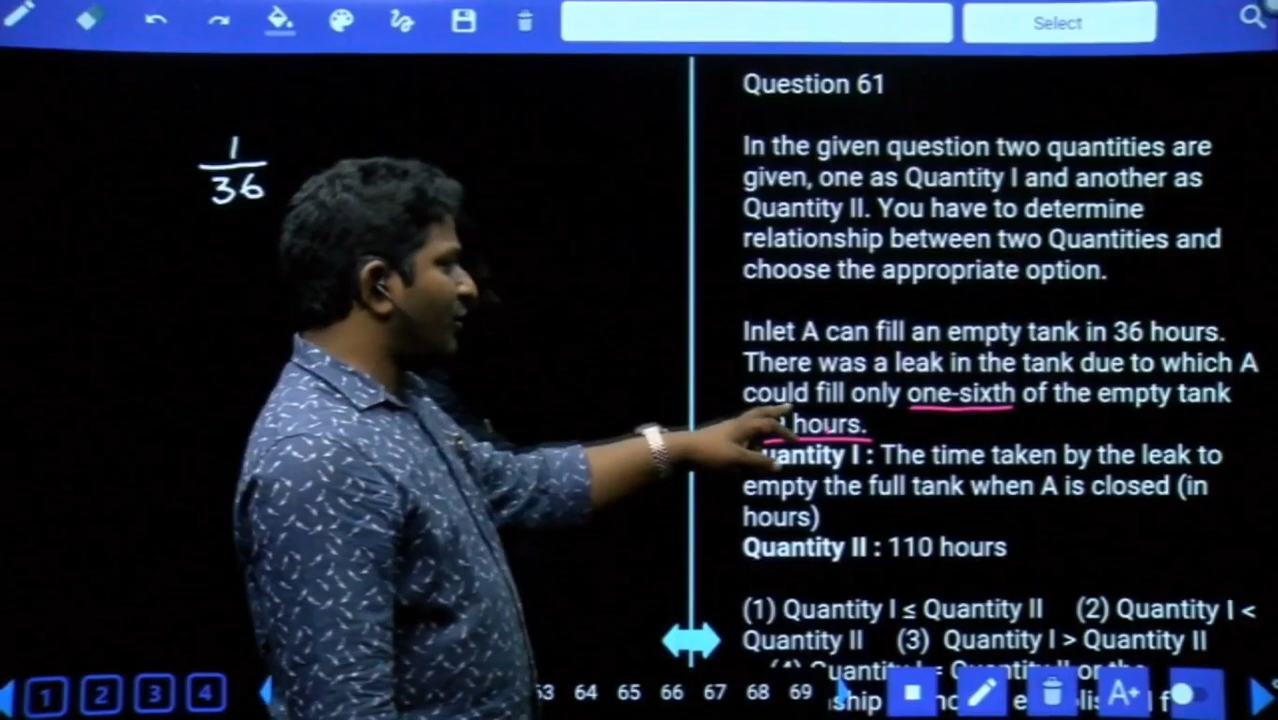 Select
1
36
Question 61
In the given question two quantities are
given, one as Quantity I and another as
Quantity II. You have to determine
relationship between two Quantities and
choose the appropriate option.
Inlet A can fill an empty tank in 36 hours.
There was a leak in the tank due to which A
could fill only one-sixth of the empty tank
hours.
Quantity I : The time taken by the leak to
empty the full tank when A is closed (in
hours)
Quantity II : 110 hours
(1) Quantity I ≤ Quantity II (2) Quantity I <
Quantity II (3) Quantity I > Quantity II
1 2 3 4 63 64 65 66 67 68 69 A+